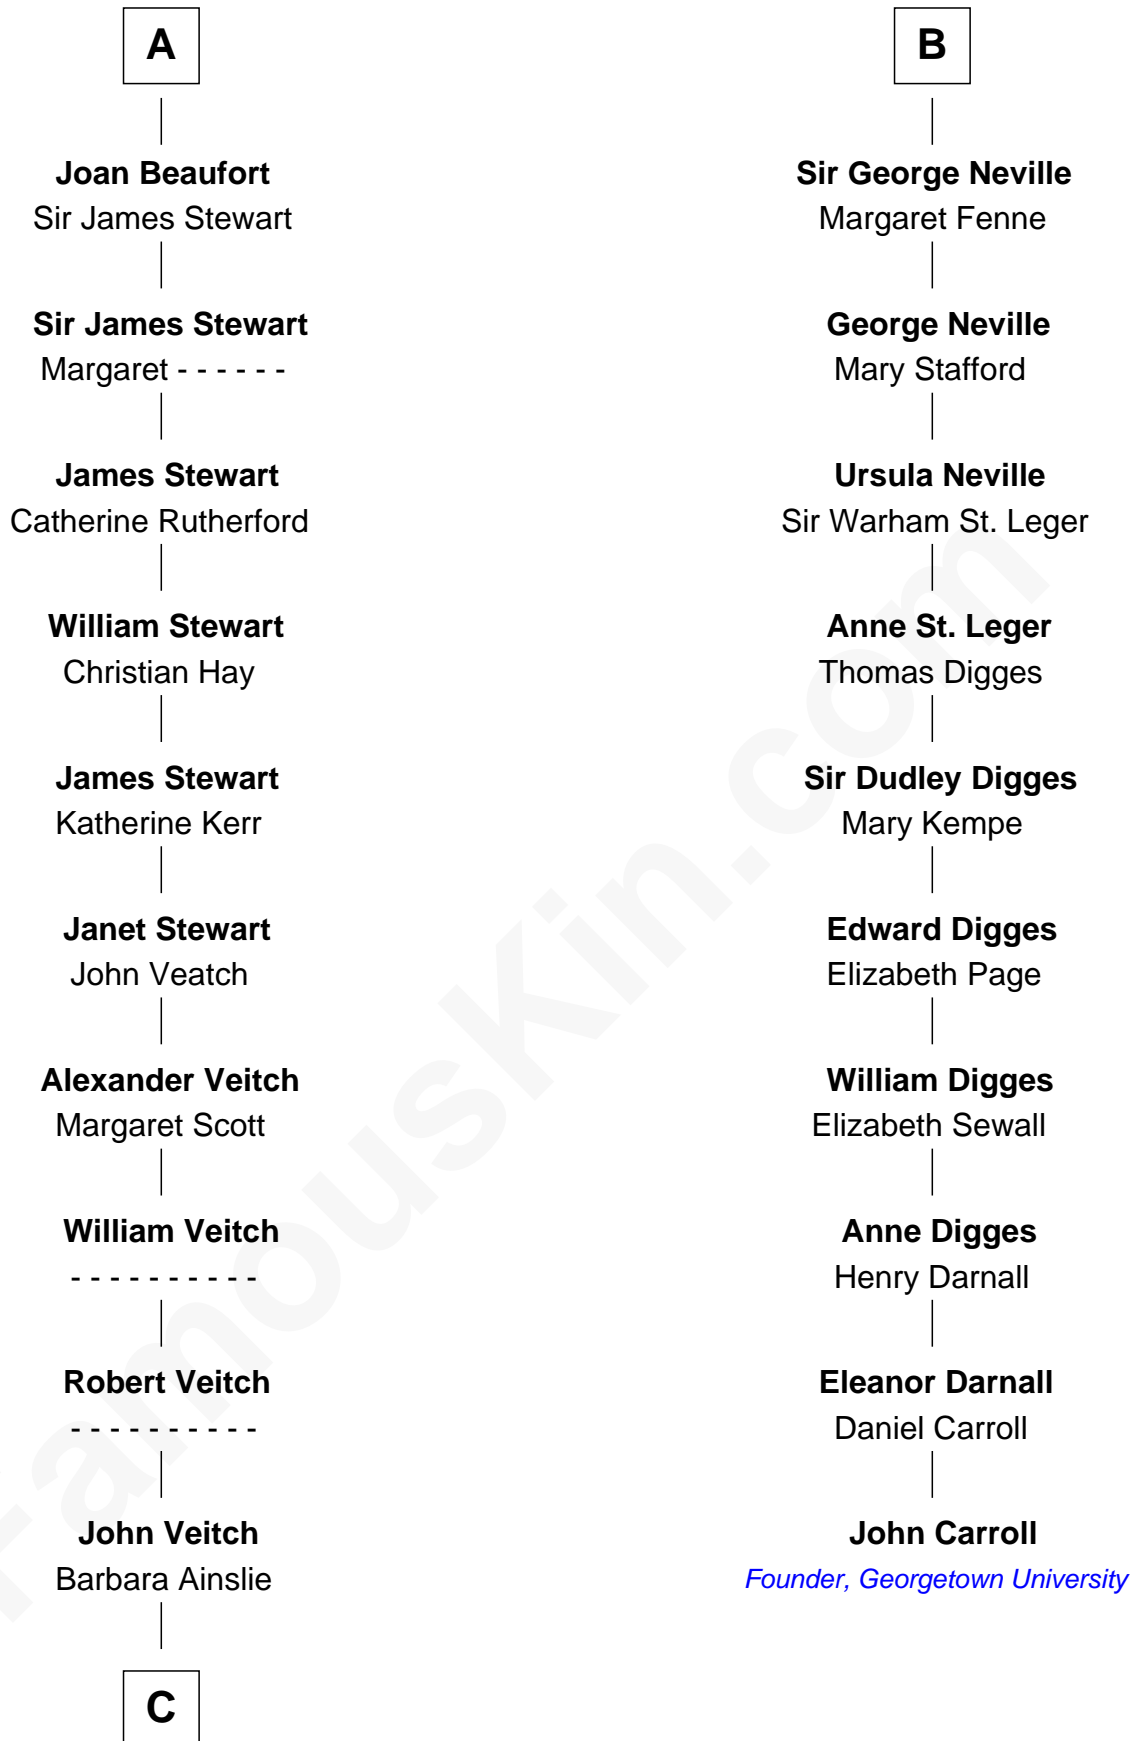 A
Joan Beaufort
Sir James Stewart
Sir James Stewart
Margaret - - - - - -
James Stewart
Catherine Rutherford
William Stewart
Christian Hay
James Stewart
Katherine Kerr
Janet Stewart
John Veatch
Alexander Veitch
Margaret Scott
William Veitch
- - - - - - - - - -
Robert Veitch
- - - - - - - - - -
John Veitch
Barbara Ainslie
C
B
Sir George Neville
Margaret Fenne
George Neville
Mary Stafford
Ursula Neville
Sir Warham St. Leger
Anne St. Leger
Thomas Digges
Sir Dudley Digges
Mary Kempe
Edward Digges
Elizabeth Page
William Digges
Elizabeth Sewall
Anne Digges
Henry Darnall
Eleanor Darnall
Daniel Carroll
John Carroll
Founder, Georgetown University
FamousKin.com